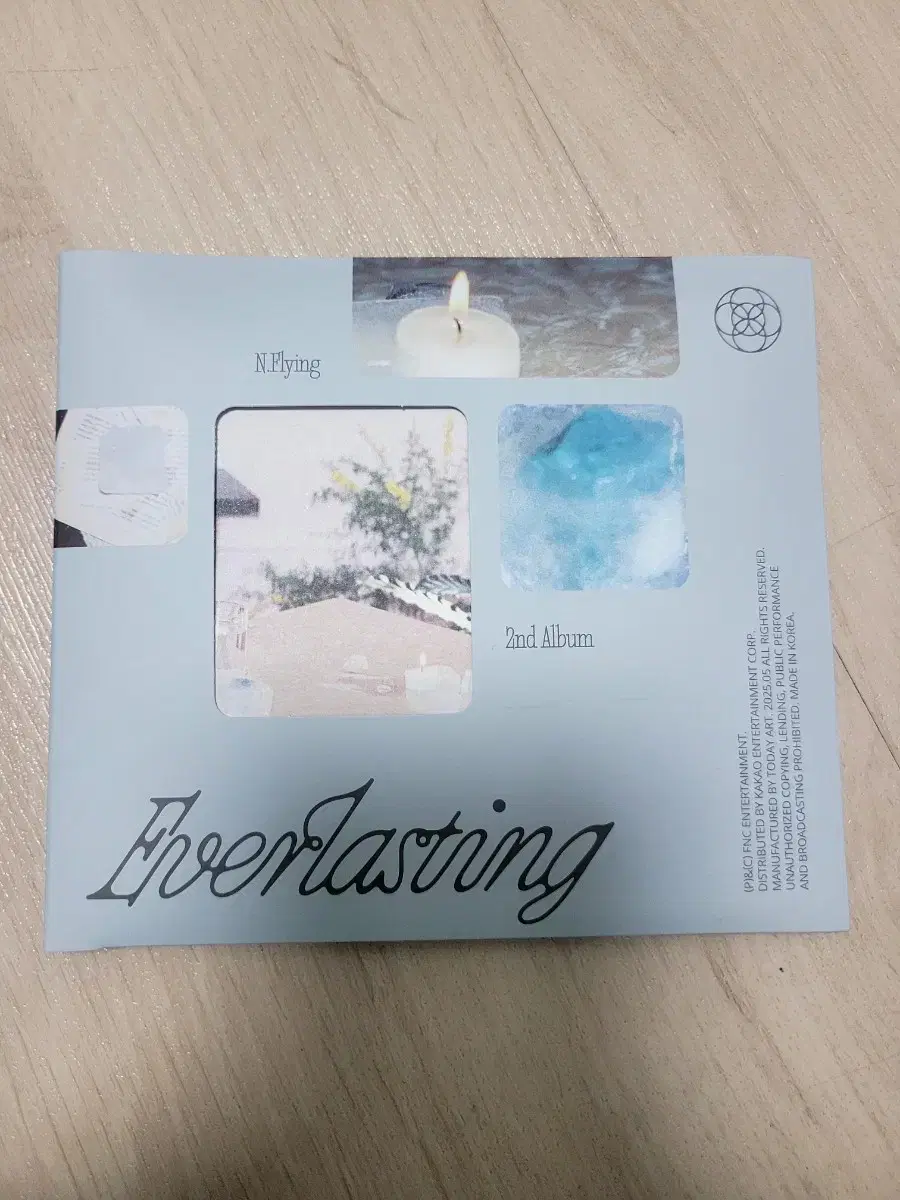 N.Flying
2nd Album
Everlasting
(P)&(C) FNC ENTERTAINMENT.
DISTRIBUTED BY KAKAO ENTERTAINMENT CORP.
MANUFACTURED BY TODAY ART. 2025.05 ALL RIGHTS RESERVED.
UNAUTHORIZED COPYING, LENDING, PUBLIC PERFORMANCE
AND BROADCASTING PROHIBITED. MADE IN KOREA.